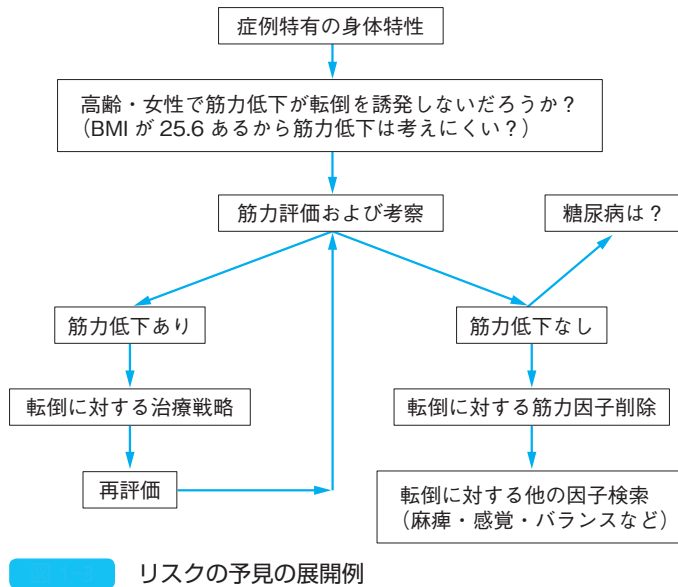 症例特有の身体特性
高齢・女性で筋力低下が転倒を誘発しないだろうか？
（BMI が 25.6 あるから筋力低下は考えにくい？）
筋力評価および考察
糖尿病は？
筋力低下あり
筋力低下なし
転倒に対する治療戦略
転倒に対する筋力因子削除
再評価
転倒に対する他の因子検索
（麻痺・感覚・バランスなど）
リスクの予見の展開例